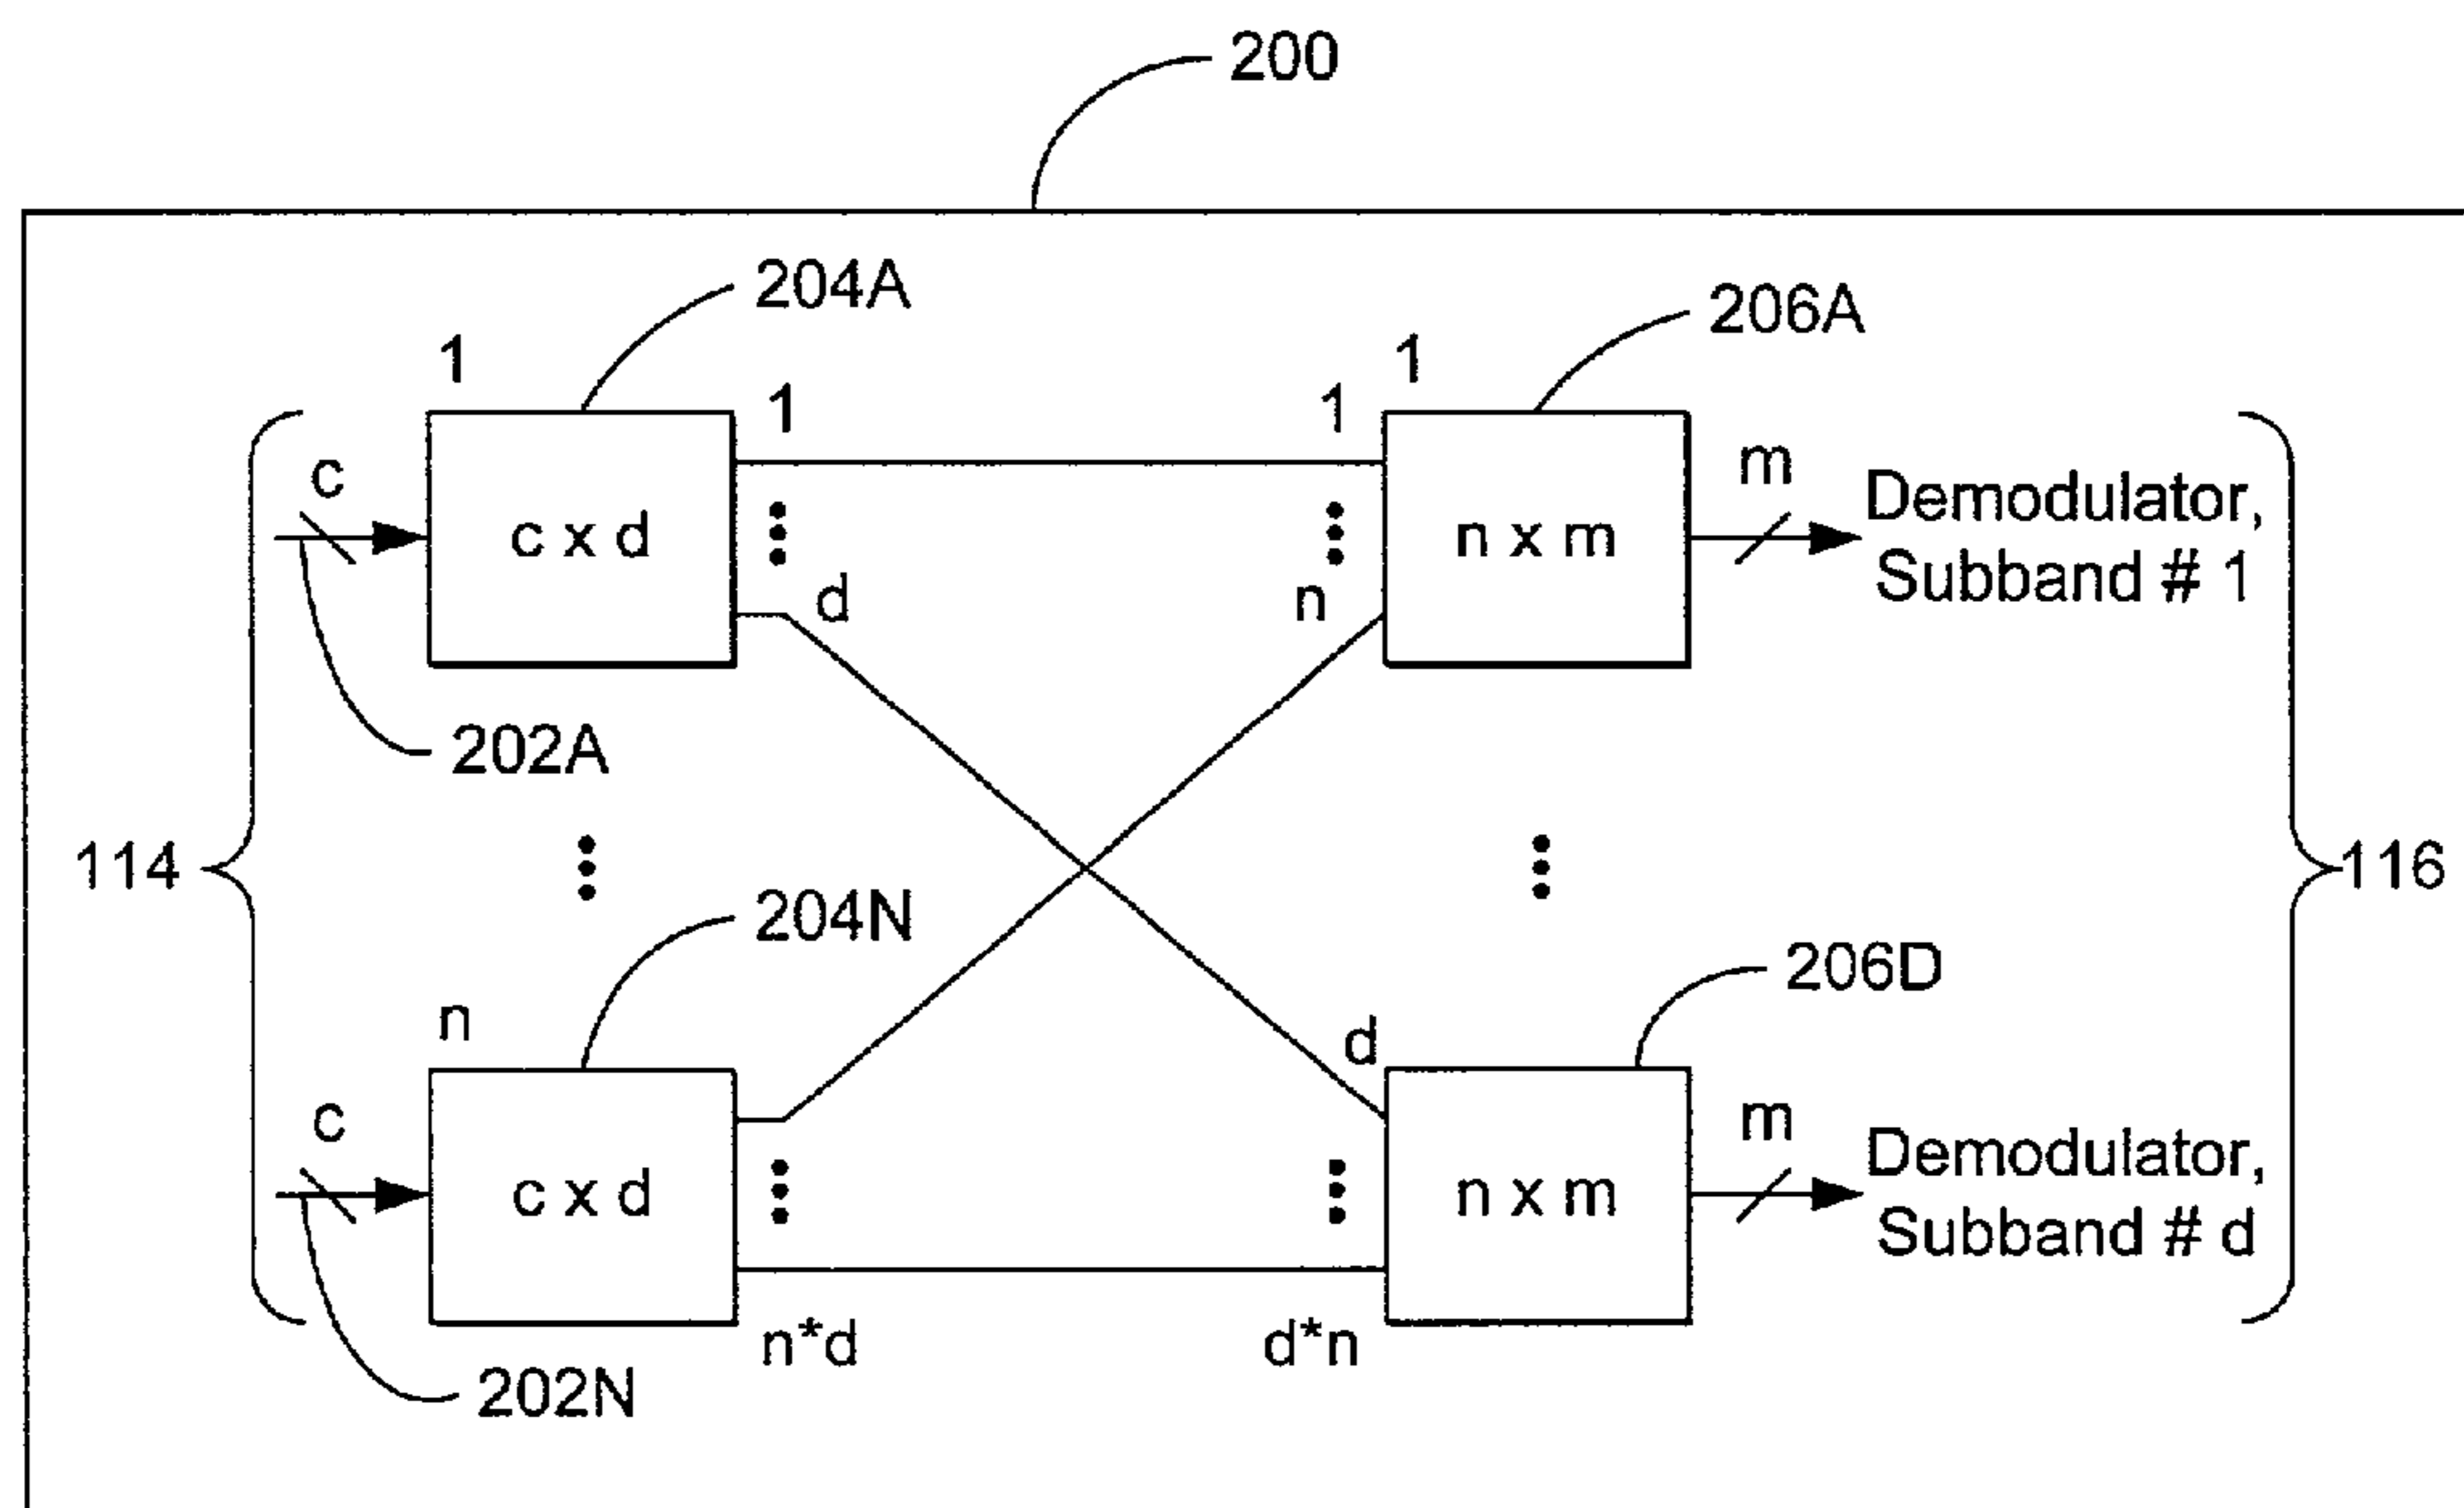 200
204A
206A
1
1
1
1
c
c x d
d
n
n x m
m
Demodulator,
Subband # 1
202A
114
116
204N
206D
n
d
c
c x d
n x m
m
Demodulator,
Subband # d
n*d
d*n
202N